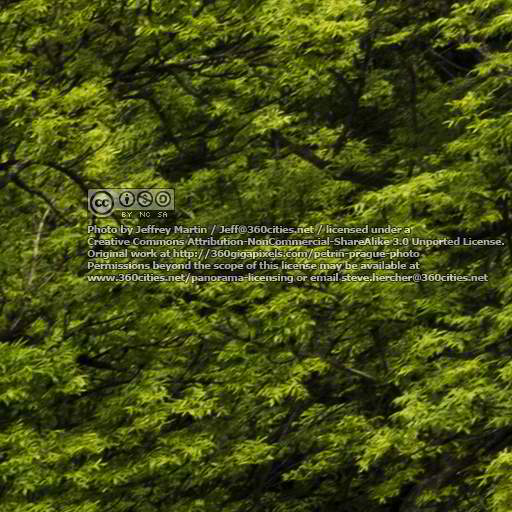 cc
BY NC SA
Photo by Jeffrey Martin / Jeff@360cities.net / licensed under a
Creative Commons Attribution-NonCommercial-ShareAlike 3.0 Unported License.
Original work at http://360gigapixels.com/petrin-prague-photo
Permissions beyond the scope of this license may be available at
www.360cities.net/panorama-licensing or email steve.hercher@360cities.net